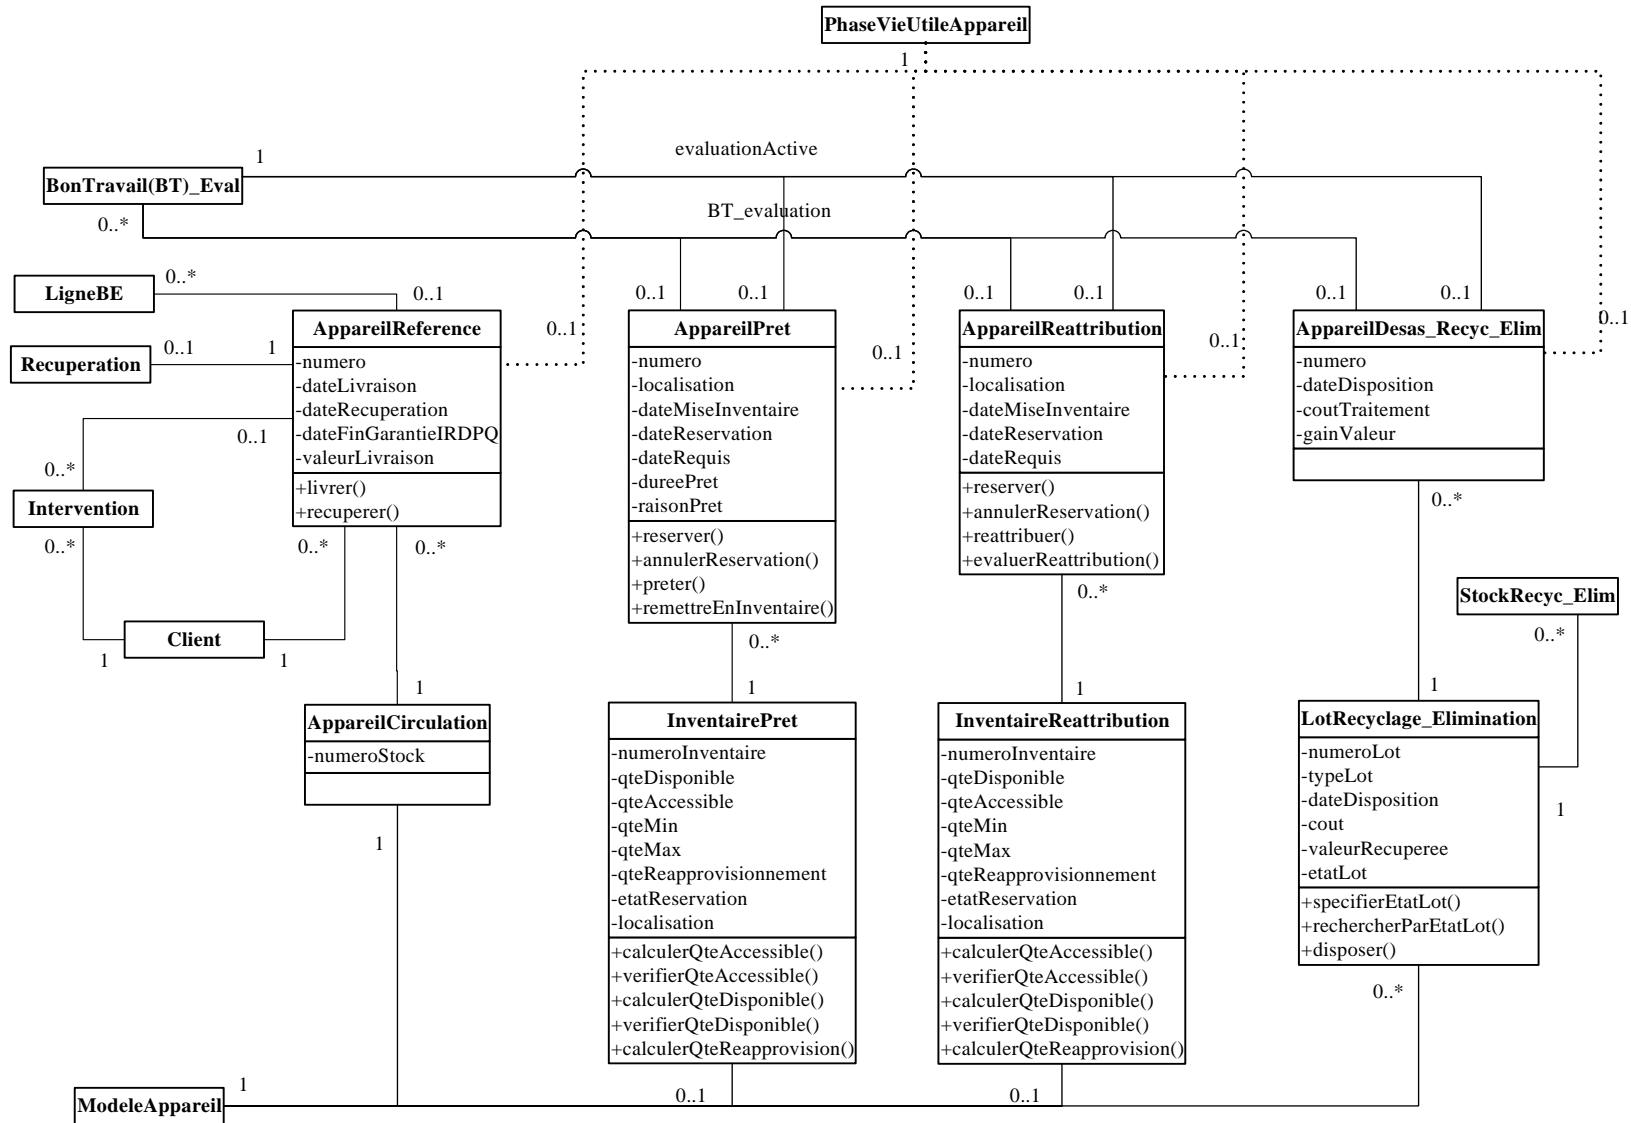 PhaseVieUtileAppareil
1
evaluationActive
1
BonTravail(BT)_Eval
0..*
BT_evaluation
LigneBE
0..*
0..1
0..1
0..1
0..1
0..1
0..1
0..1
AppareilReference
-numero
-dateLivraison
-dateRecuperation
-dateFinGarantieIRDPQ
-valeurLivraison
+livrer()
+recuperer()
0..1
AppareilPret
-numero
-localisation
-dateMiseInventaire
-dateReservation
-dateRequis
-dureePret
-raisonPret
+reserver()
+annulerReservation()
+preter()
+remettreEnInventaire()
0..1
AppareilReattribution
-numero
-localisation
-dateMiseInventaire
-dateReservation
-dateRequis
+reserver()
+annulerReservation()
+reattribuer()
+evaluerReattribution()
0..1
AppareilDesas_Recyc_Elim
-numero
-dateDisposition
-coutTraitement
-gainValeur
0..1
Recuperation
0..1
1
0..1
0..*
Intervention
0..*
0..*
0..*
Client
1
1
0..*
0..*
0..*
StockRecyc_Elim
0..*
1
1
1
1
AppareilCirculation
-numeroStock
1
InventairePret
-numeroInventaire
-qteDisponible
-qteAccessible
-qteMin
-qteMax
-qteReapprovisionnement
-etatReservation
-localisation
+calculerQteAccessible()
+verifierQteAccessible()
+calculerQteDisponible()
+verifierQteDisponible()
+calculerQteReapprovision()
InventaireReattribution
-numeroInventaire
-qteDisponible
-qteAccessible
-qteMin
-qteMax
-qteReapprovisionnement
-etatReservation
-localisation
+calculerQteAccessible()
+verifierQteAccessible()
+calculerQteDisponible()
+verifierQteDisponible()
+calculerQteReapprovision()
LotRecyclage_Elimination
-numeroLot
-typeLot
-dateDisposition
-cout
-valeurRecuperee
-etatLot
+specifierEtatLot()
+rechercherParEtatLot()
+disposer()
1
0..*
ModeleAppareil
1
0..1
0..1